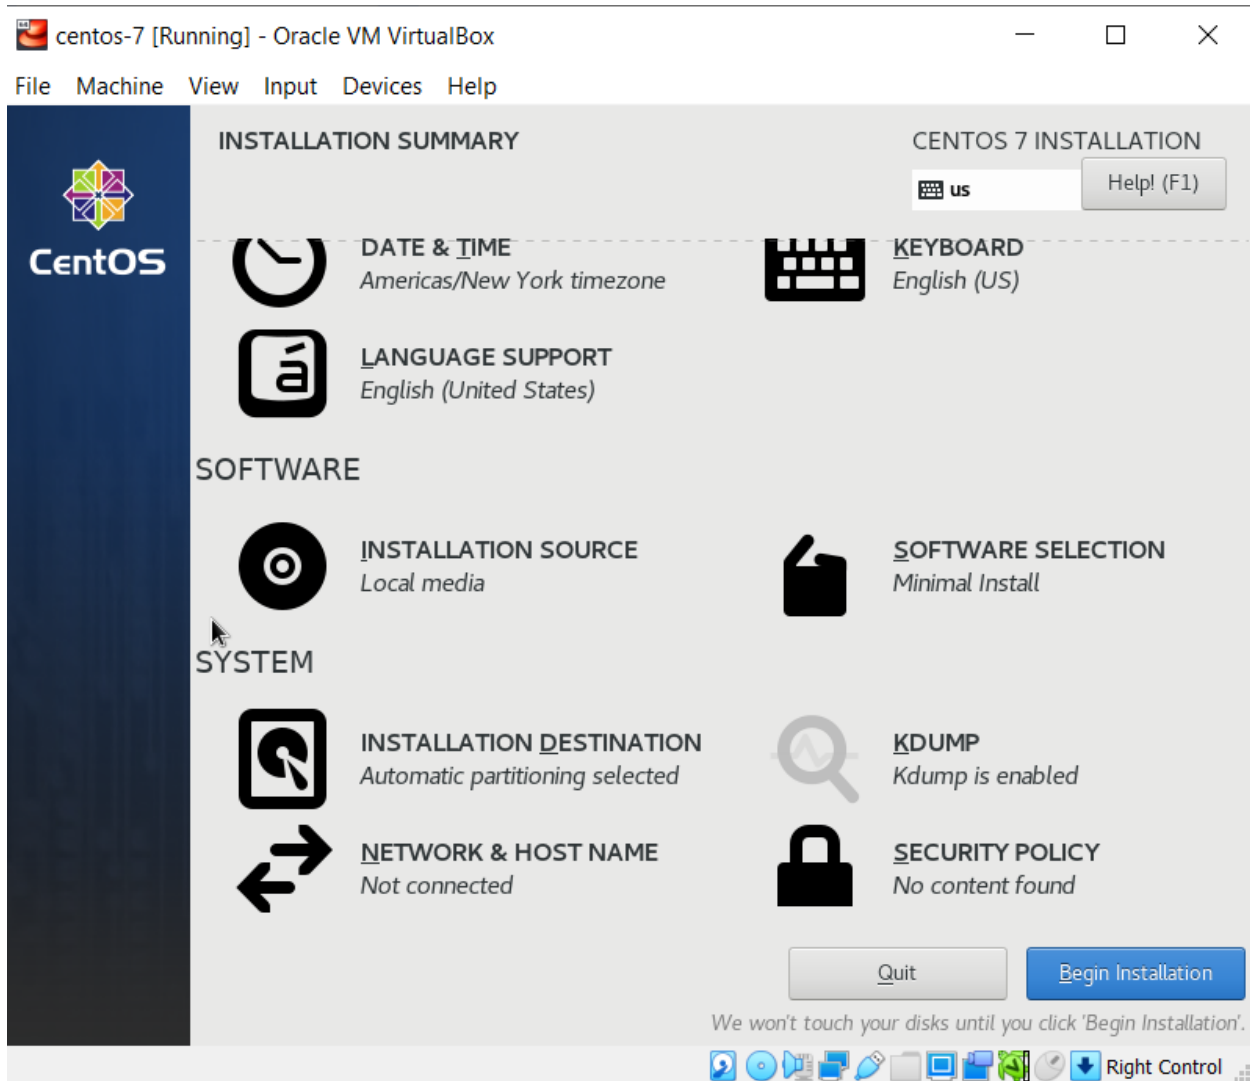 centos-7 [Running] - Oracle VM VirtualBox
File Machine View Input Devices Help
INSTALLATION SUMMARY
CENTOS 7 INSTALLATION
us
Help! (F1)
CentOS
DATE & TIME
Americas/New York timezone
KEYBOARD
English (US)
á
LANGUAGE SUPPORT
English (United States)
SOFTWARE
INSTALLATION SOURCE
Local media
SOFTWARE SELECTION
Minimal Install
SYSTEM
INSTALLATION DESTINATION
Automatic partitioning selected
KDUMP
Kdump is enabled
NETWORK & HOST NAME
Not connected
SECURITY POLICY
No content found
Quit
Begin Installation
We won't touch your disks until you click 'Begin Installation'.
Right Control